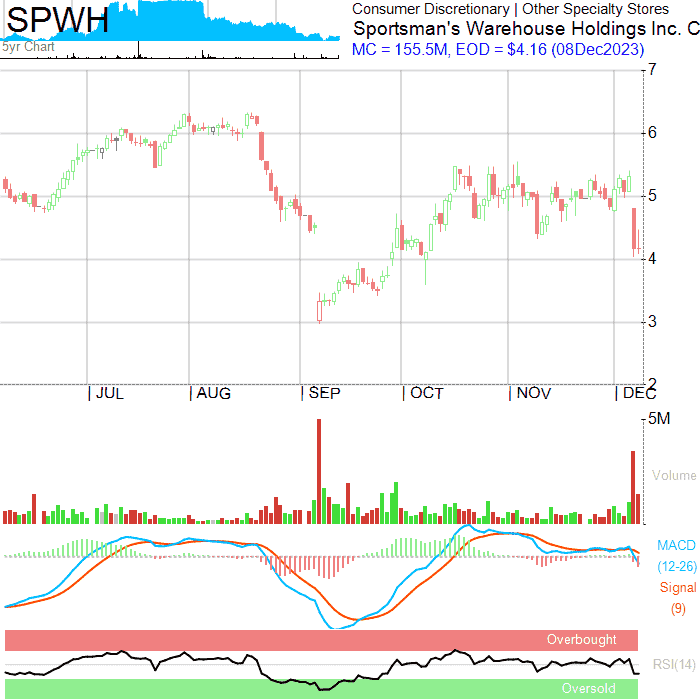 SPWH
5yr Chart
Consumer Discretionary | Other Specialty Stores
Sportsman's Warehouse Holdings Inc. C
MC = 155.5M, EOD = $4.16 (08Dec2023)
7
6
5
4
3
2
JUL AUG SEP OCT NOV DEC
5M
Volume
MACD
(12-26)
Signal
(9)
Overbought
RSI(14)
Oversold